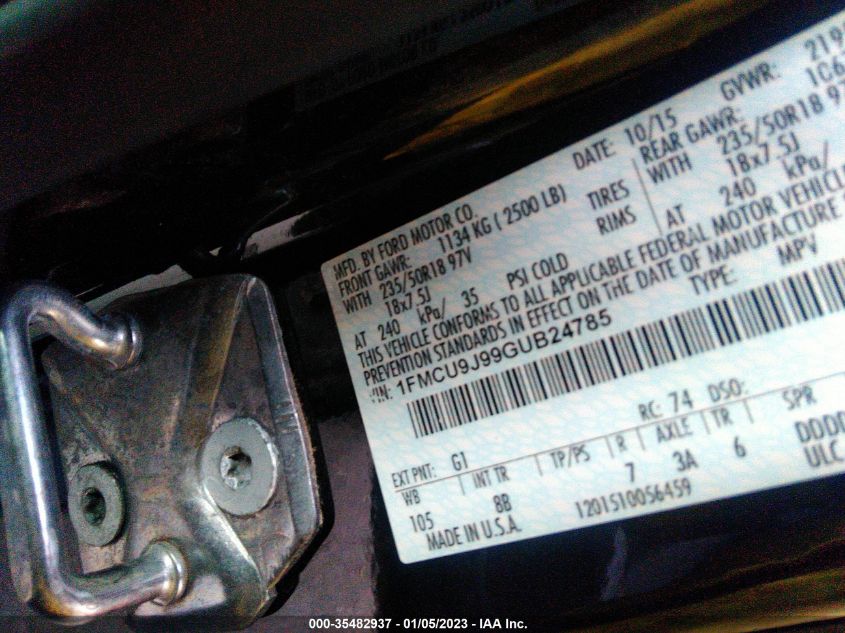 MFD. BY FORD MOTOR CO.
DATE: 10/15
GVWR:
FRONT GAWR: 1134 KG ( 2500 LB)
REAR GAWR:
WITH 235/50R18 97V
TIRES
WITH 235/50R18
18x7.5J
RIMS
18x7.5J
AT 240 kPa/ 35 PSI COLD
AT 240 kPa/
THIS VEHICLE CONFORMS TO ALL APPLICABLE FEDERAL MOTOR VEHICLE
PREVENTION STANDARDS IN EFFECT ON THE DATE OF MANUFACTURE
VIN: 1FMCU9J99GUB24785
TYPE: MPV
RC: 74 DSO:
EXT PNT: G1
WB INT TR TP/PS R AXLE TR SPR
105 8B 7 3A 6 DDDD
MADE IN U.S.A. 1201510056459 ULC
000-35482937 - 01/05/2023 - IAA Inc.